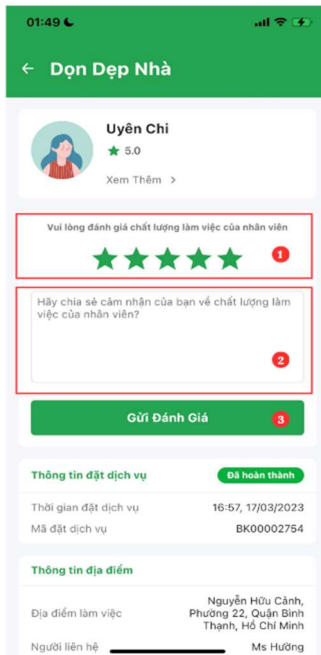 01:49
Dọn Dẹp Nhà
Uyên Chi
5.0
Xem Thêm >
Vui lòng đánh giá chất lượng làm việc của nhân viên
1
Hãy chia sẻ cảm nhận của bạn về chất lượng làm
việc của nhân viên?
2
Gửi Đánh Giá
3
Thông tin đặt dịch vụ
Đã hoàn thành
Thời gian đặt dịch vụ
16:57, 17/03/2023
Mã đặt dịch vụ
BK00002754
Thông tin địa điểm
Địa điểm làm việc
Nguyễn Hữu Cảnh,
Phường 22, Quận Bình
Thạnh, Hồ Chí Minh
Người liên hệ
Ms Hường